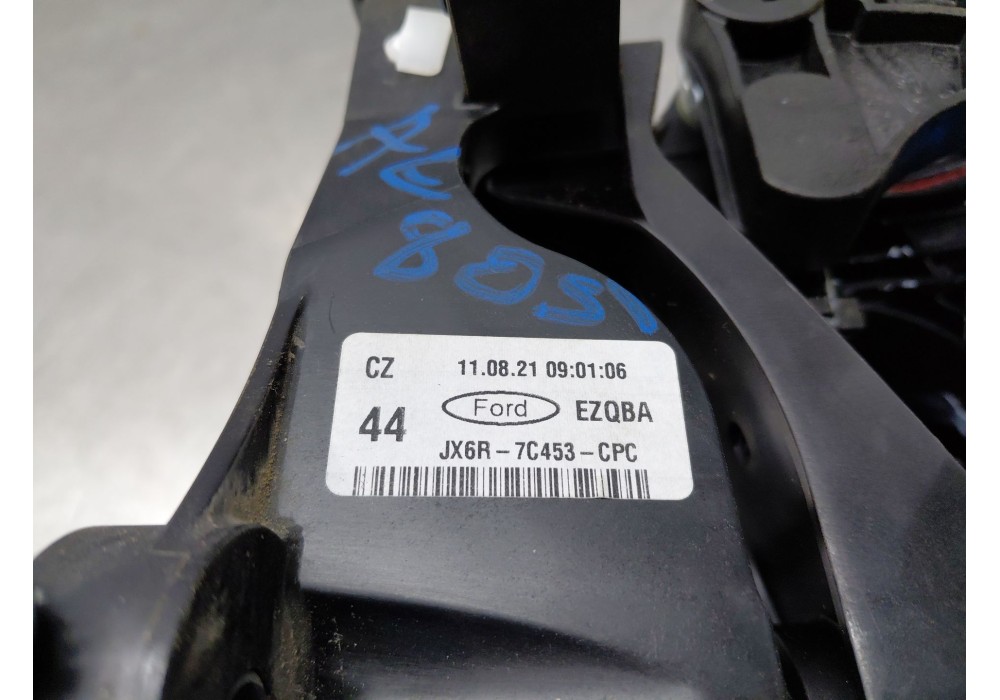 CZ 11.08.21 09:01:06
44 Ford EZQBA
JX6R-7C453-CPC